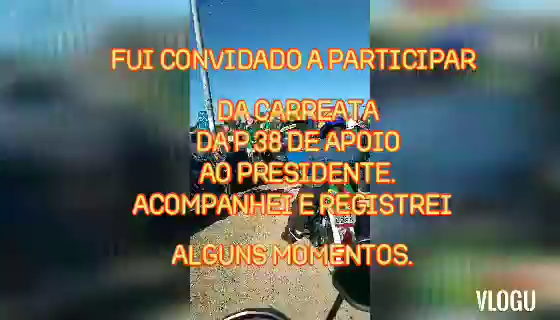 FUI CONVIDADO A PARTICIPAR
DA CARREATA
DA P.38 DE APOIO
AO PRESIDENTE.
ACOMPANHEI E REGISTREI
ALGUNS MOMENTOS.
VLOGU